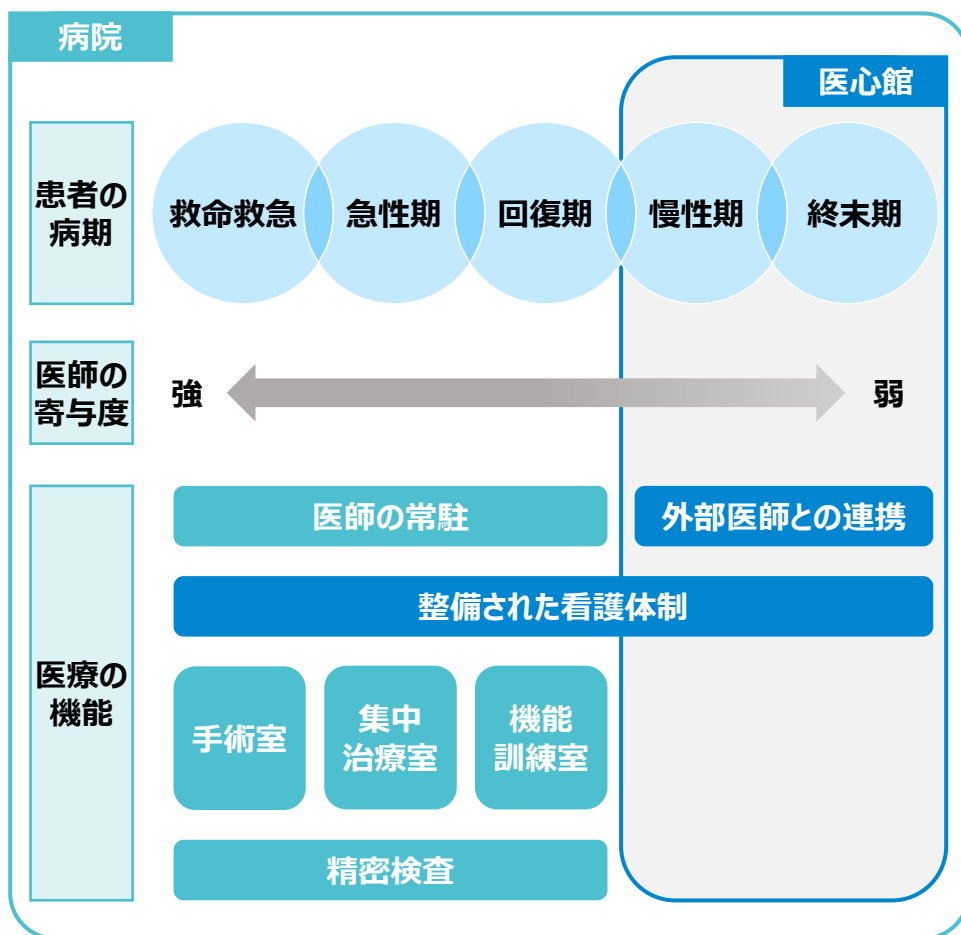 病院
医心館
患者の
病期
救命救急
急性期
回復期
慢性期
終末期
医師の
寄与度
強
弱
医療の
機能
医師の常駐
外部医師との連携
整備された看護体制
手術室
集中
治療室
機能
訓練室
精密検査